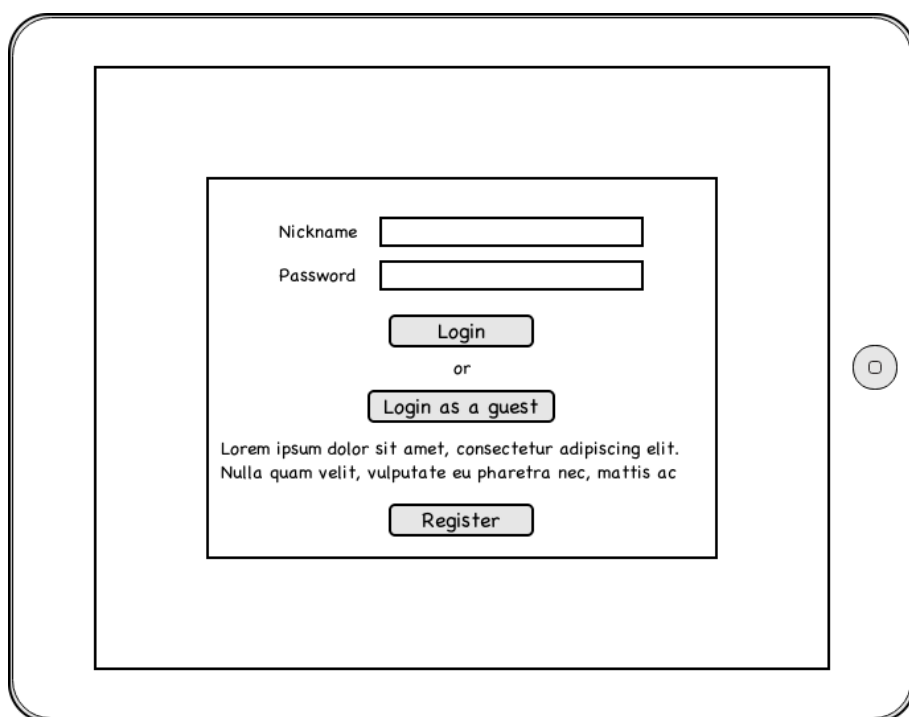 Nickname
Password
Login
or
Login as a guest
Lorem ipsum dolor sit amet, consectetur adipiscing elit.
Nulla quam velit, vulputate eu pharetra nec, mattis ac
Register